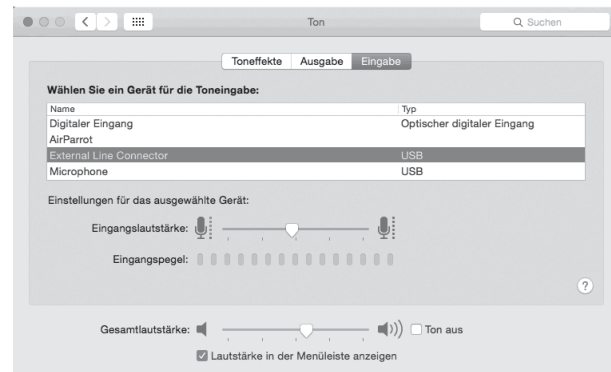 Ton
Suchen
Toneffekte Ausgabe Eingabe
Wählen Sie ein Gerät für die Toneingabe:
Name Typ
Digitaler Eingang Optischer digitaler Eingang
AirParrot
External Line Connector USB
Microphone USB
Einstellungen für das ausgewählte Gerät:
Eingangslautstärke:
Eingangspegel:
?
Gesamtlautstärke: Ton aus
Lautstärke in der Menüleiste anzeigen